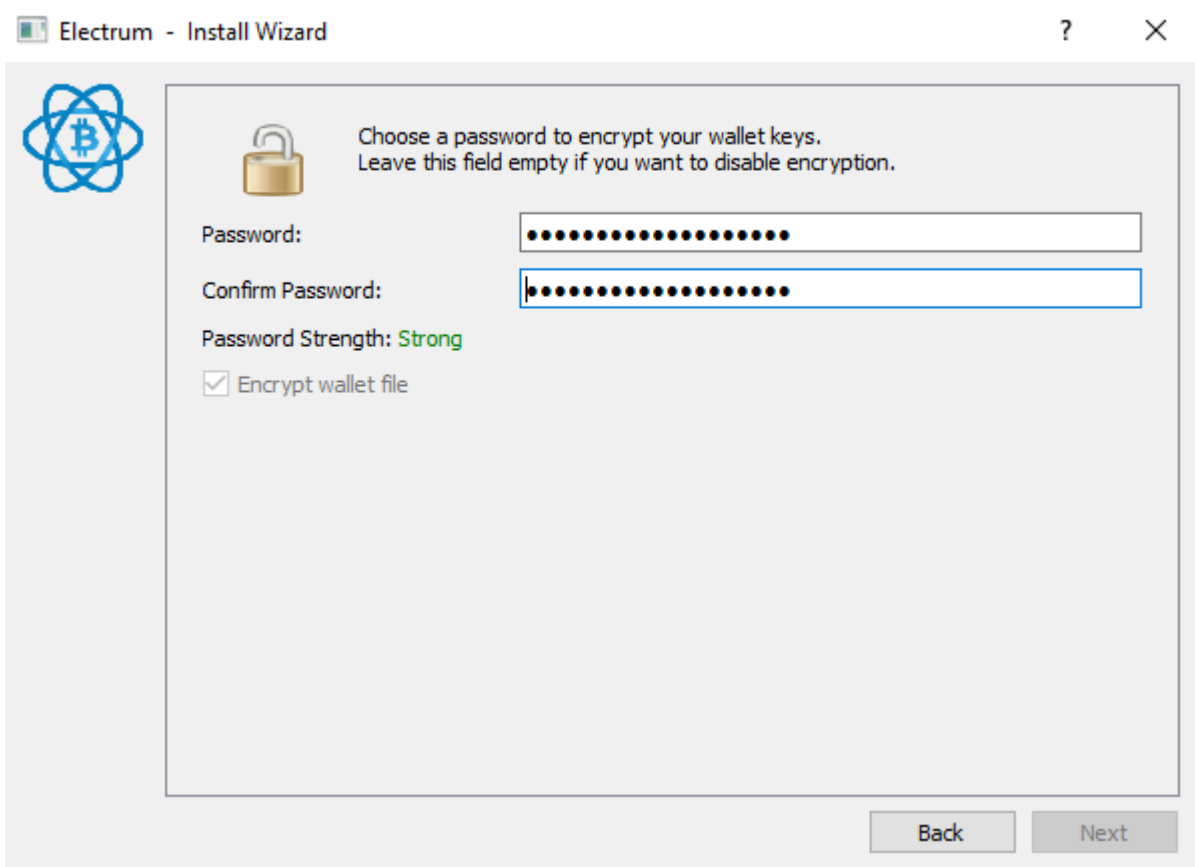 Electrum - Install Wizard
?
Choose a password to encrypt your wallet keys.
Leave this field empty if you want to disable encryption.
Password: ●●●●●●●●●●●●●●●●●●●
Confirm Password: ●●●●●●●●●●●●●●●●●●●
Password Strength: Strong
Encrypt wallet file
Back Next